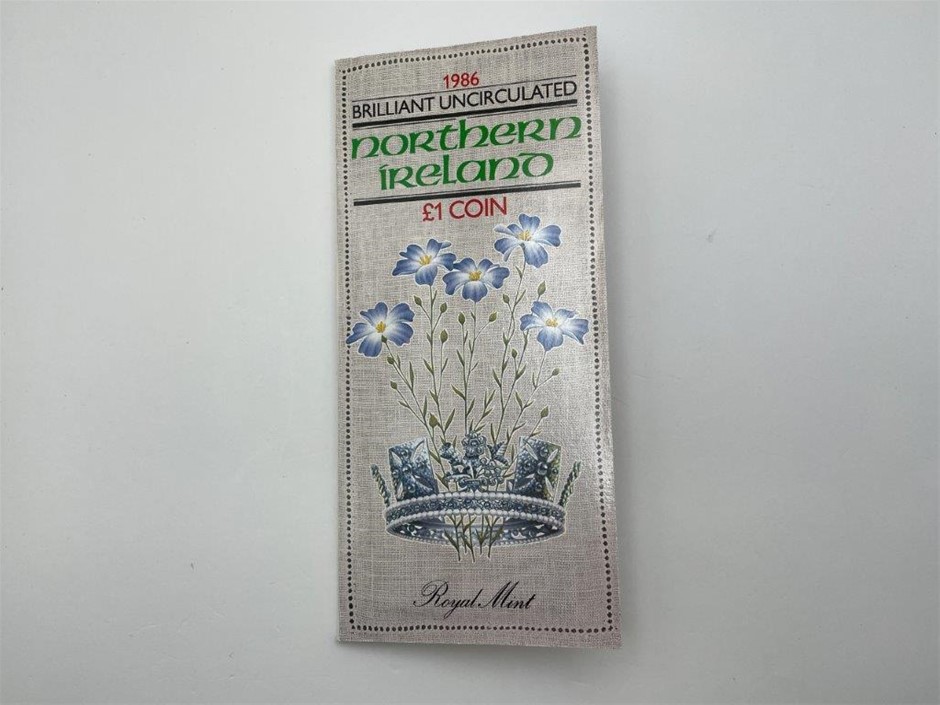 1986
BRILLIANT UNCIRCULATED
northern
ireland
£1 COIN
Royal Mint